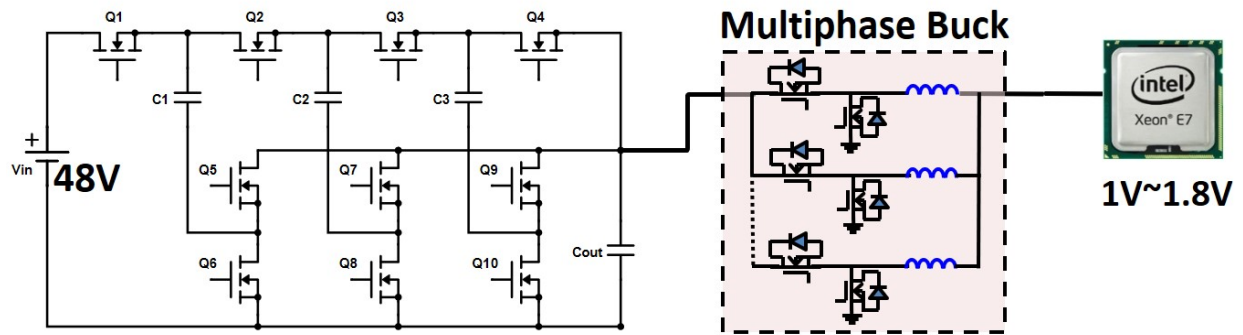 Q1
Q2
Q3
Q4
Multiphase Buck
C1
C2
C3
intel
Xeon® E7
+
Vin
48V
Q5
Q7
Q9
1V~1.8V
Q6
Q8
Q10
Cout